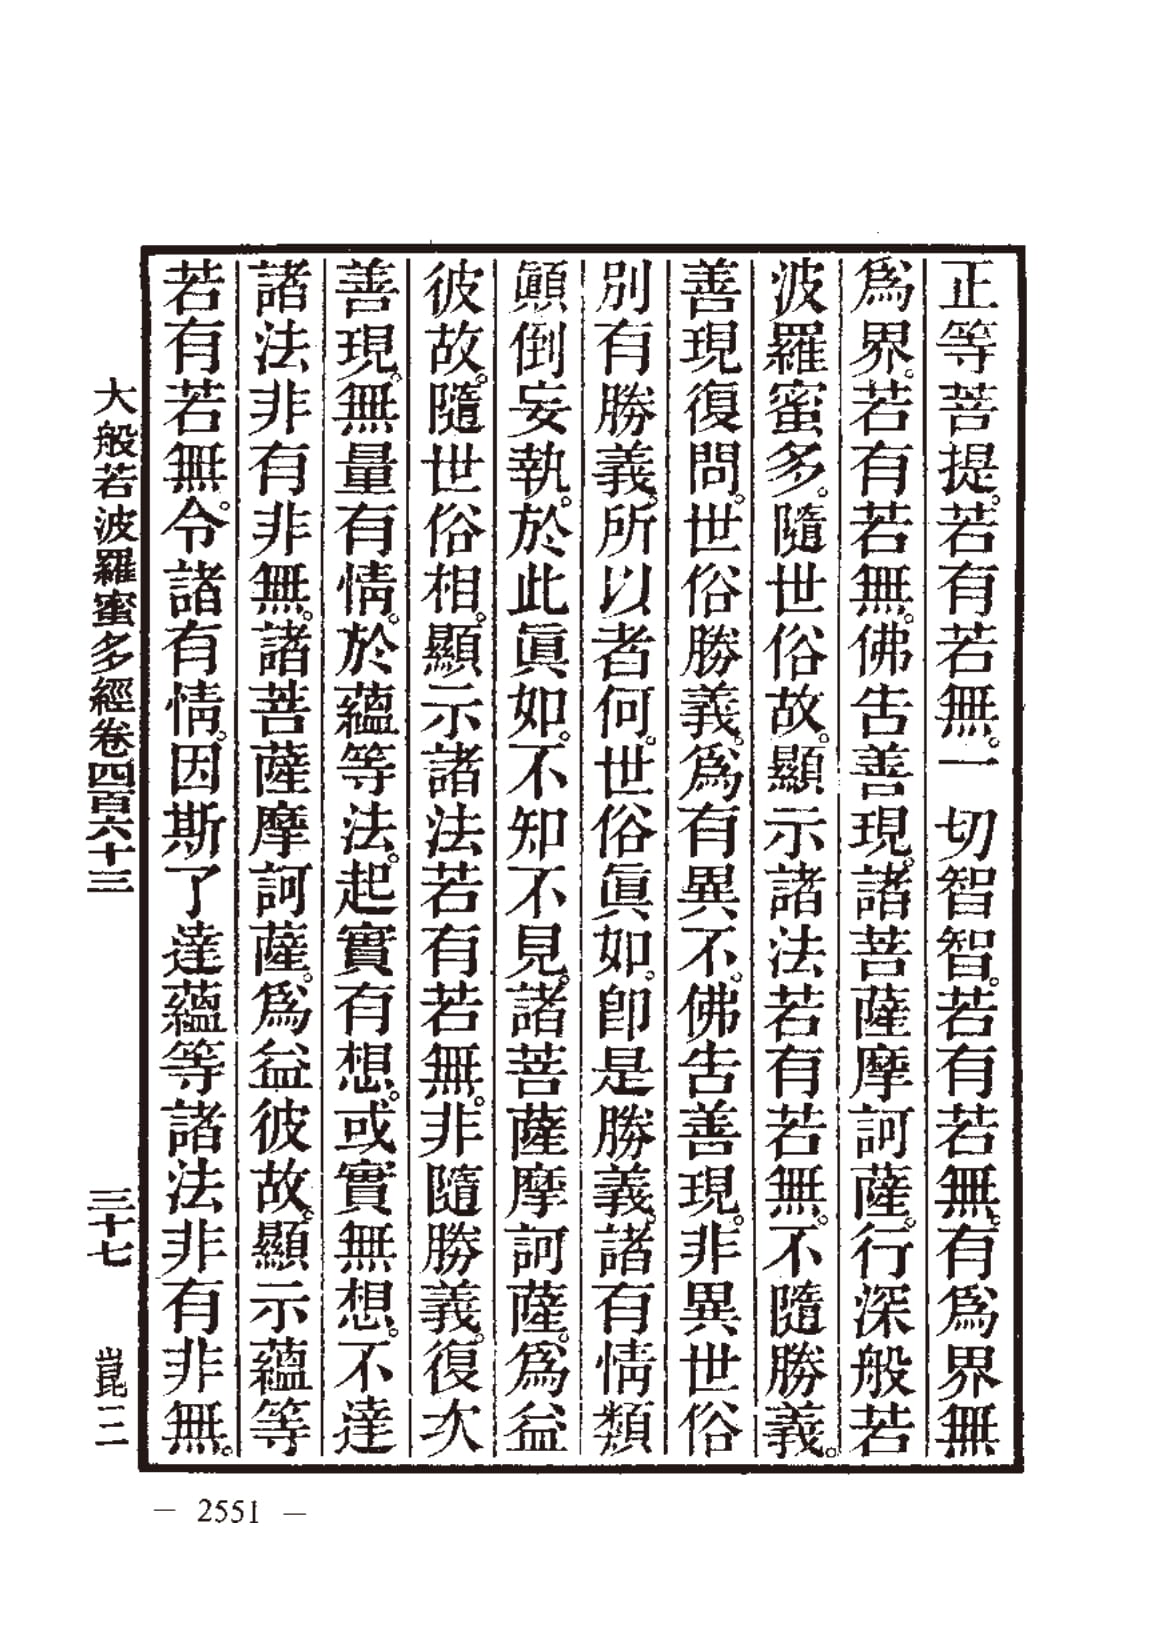 正等菩提。若有若無。一切智智。若有若無。有爲界無
爲界。若有若無。佛告善現。諸菩薩摩訶薩。行深般若
波羅蜜多。隨世俗故。顯示諸法若有若無。不隨勝義。
善現復問。世俗勝義。爲有異不。佛告善現。非異世俗
別有勝義。所以者何。世俗眞如。卽是勝義。諸有情類
顚倒妄執。於此眞如。不知不見。諸菩薩摩訶薩。爲益
彼故。隨世俗相。顯示諸法若有若無。非隨勝義。復次
善現。無量有情。於蘊等法。起實有想。或實無想。不達
諸法非有非無。諸菩薩摩訶薩。爲益彼故。顯示蘊等
若有若無。令諸有情。因斯了達蘊等諸法非有非無。
大般若波羅蜜多經卷四百六十三 三十七 崑二
— 2551 —